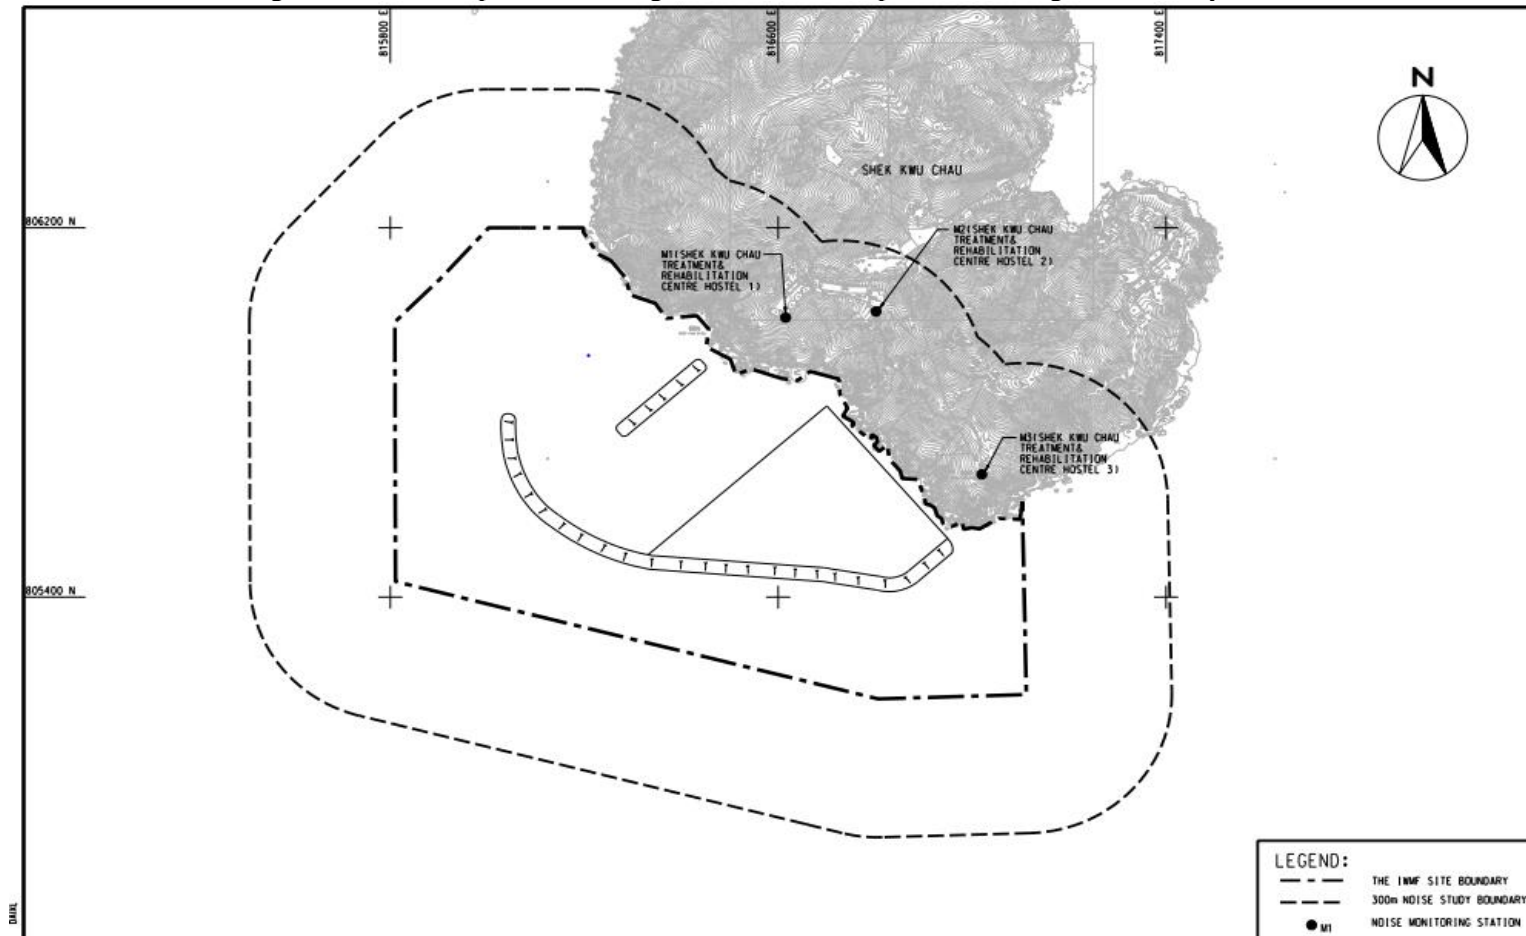 815800 E
816600 E
817400 E
N
SHEK KWU CHAU
806200 N
M1(SHEK KWU CHAU
TREATMENT&
REHABILITATION
CENTRE HOSTEL 1)
M2(SHEK KWU CHAU
TREATMENT&
REHABILITATION
CENTRE HOSTEL 2)
M3(SHEK KWU CHAU
TREATMENT&
REHABILITATION
CENTRE HOSTEL 3)
805400 N
LEGEND:
THE IWMF SITE BOUNDARY
300m NOISE STUDY BOUNDARY
M1 NOISE MONITORING STATION